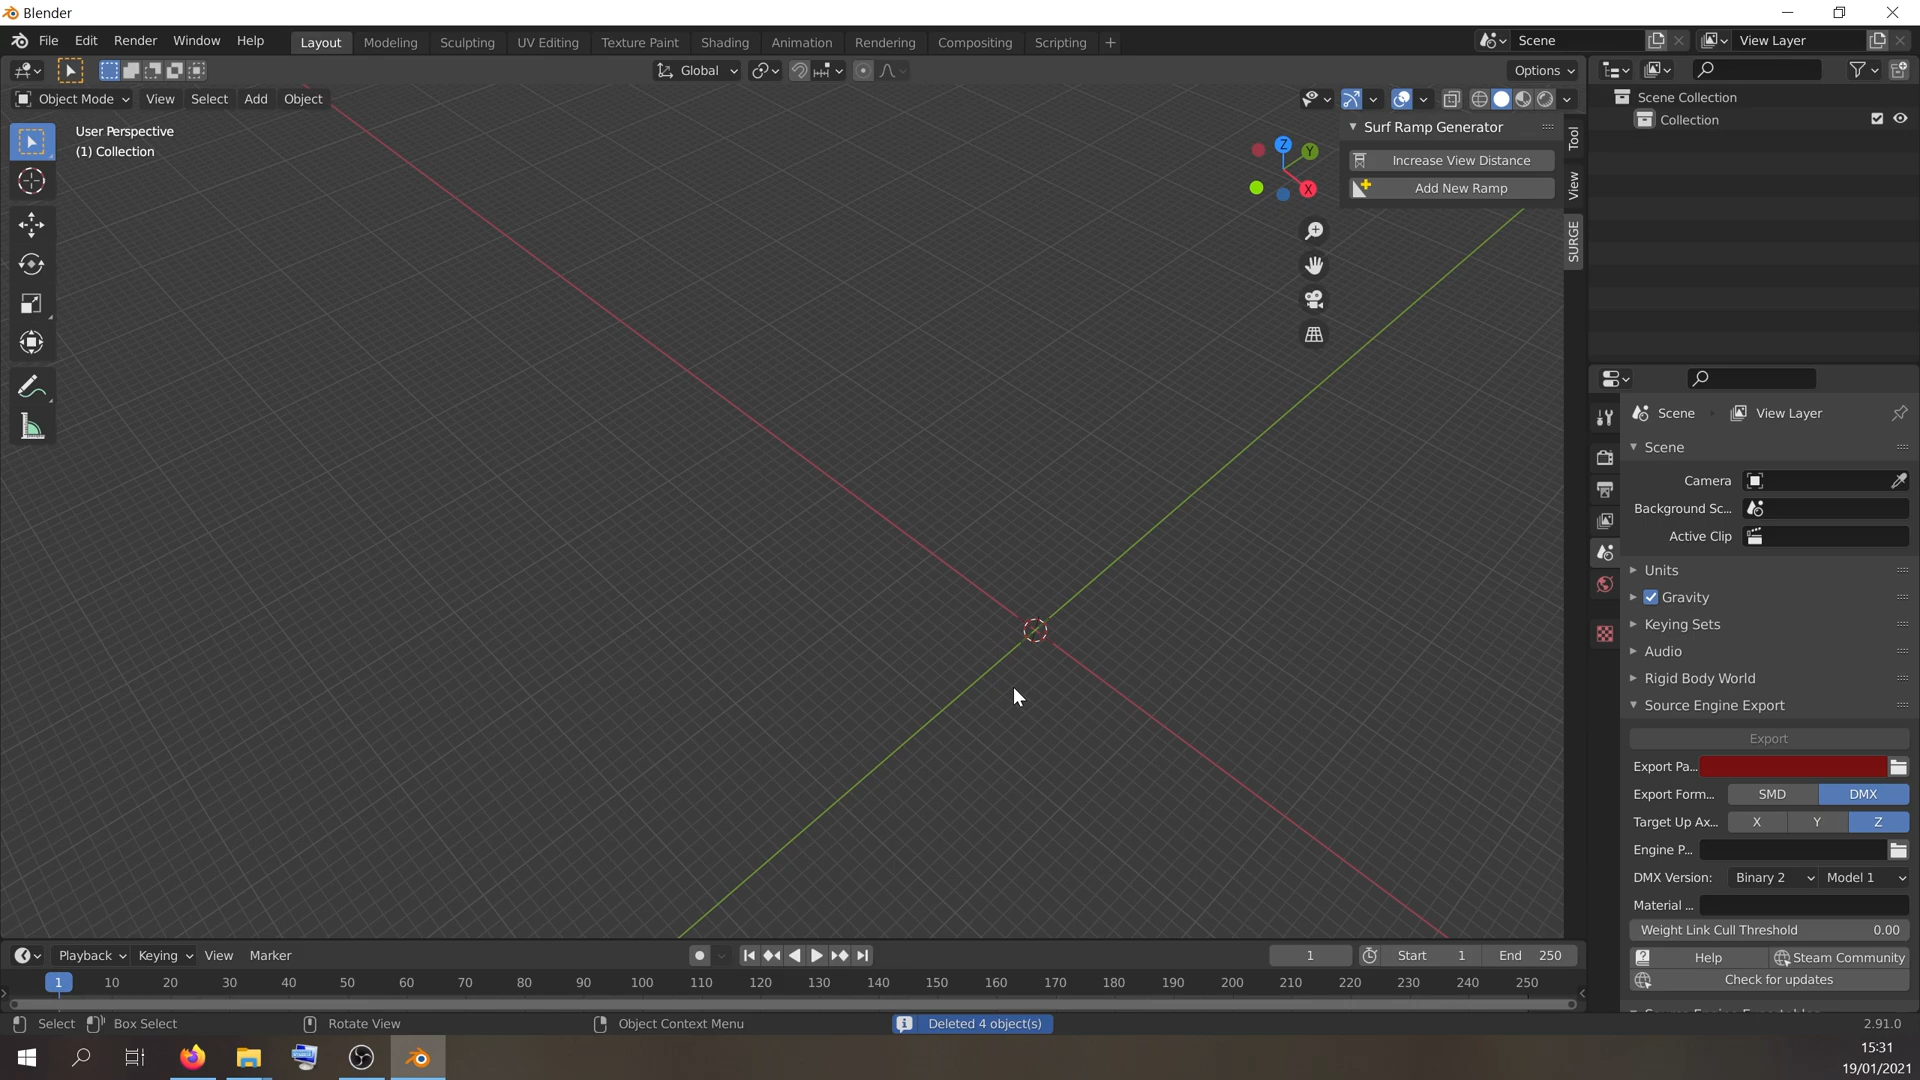 Blender
File Edit Render Window Help Layout Modeling Sculpting UV Editing Texture Paint Shading Animation Rendering Compositing Scripting + Scene View Layer
Global Options
Object Mode View Select Add Object
User Perspective
(1) Collection
Z
Y
X
Surf Ramp Generator
Increase View Distance
Add New Ramp
Tool
View
SURGE
Scene Collection
Collection
Scene View Layer
Scene
Camera
Background Sc...
Active Clip
Units
Gravity
Keying Sets
Audio
Rigid Body World
Source Engine Export
Export
Export Pa...
Export Form... SMD DMX
Target Up Ax... X Y Z
Engine P...
DMX Version: Binary 2 Model 1
Material ...
Weight Link Cull Threshold 0.00
Help Steam Community
Check for updates
Playback Keying View Marker 1 Start 1 End 250
1 10 20 30 40 50 60 70 80 90 100 110 120 130 140 150 160 170 180 190 200 210 220 230 240 250
Select Box Select Rotate View Object Context Menu Deleted 4 object(s) 2.91.0
15:31
19/01/2021